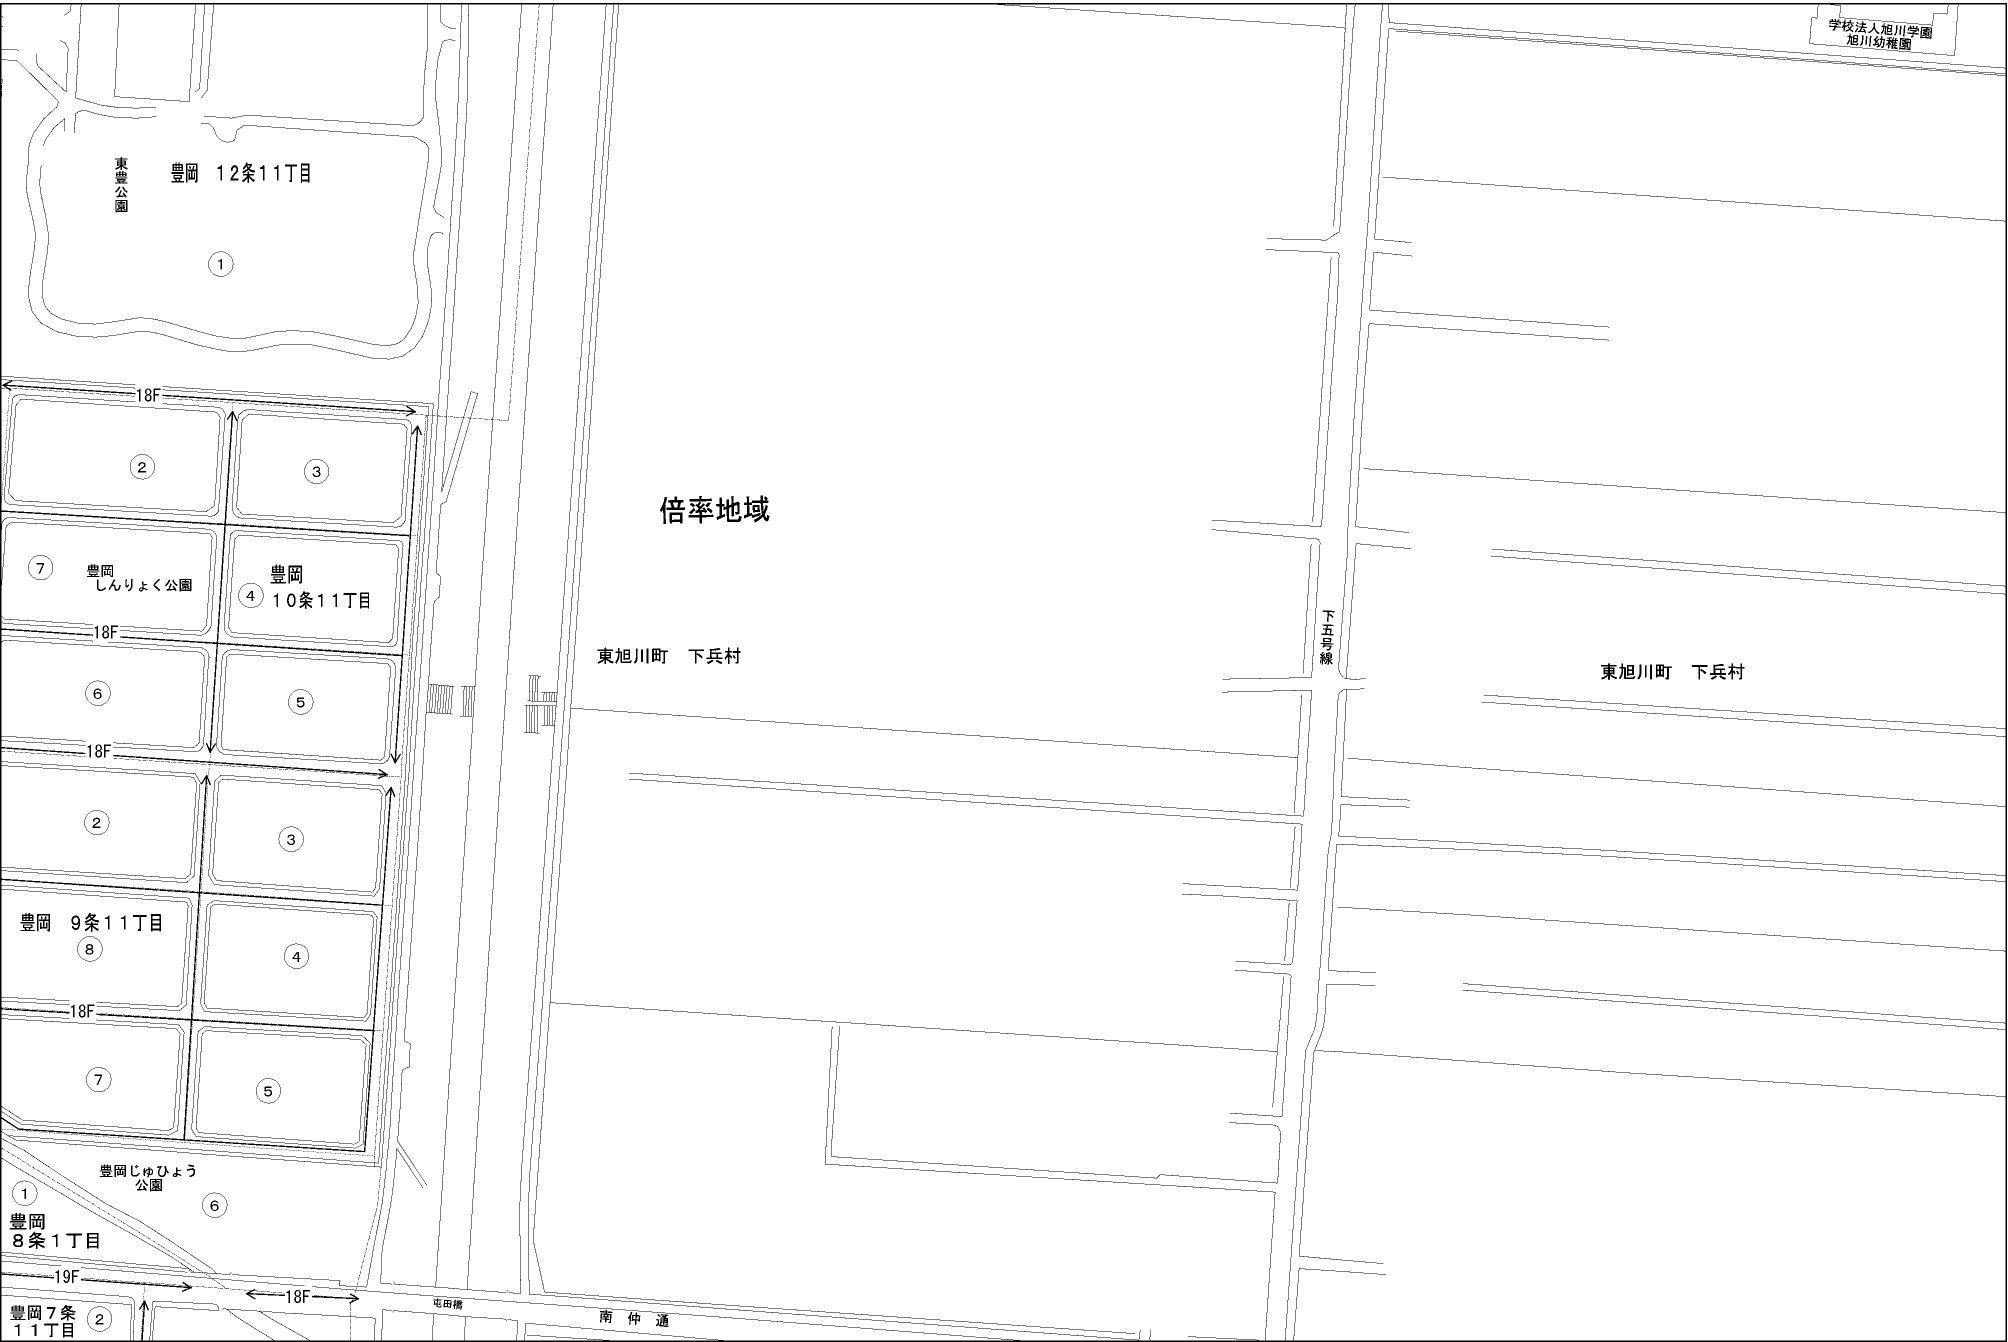 学校法人旭川学園
旭川幼稚園
東豊公園
豊岡　１２条１１丁目
1
18F
2
3
倍率地域
7
豊岡
しんりょく公園
4
豊岡
１０条１１丁目
18F
下五号線
東旭川町　下兵村
東旭川町　下兵村
6
5
18F
2
3
豊岡　９条１１丁目
8
4
18F
7
5
豊岡じゅひょう
公園
1
6
豊岡
８条１丁目
19F
18F
屯田橋
南仲通
豊岡７条
１１丁目
2